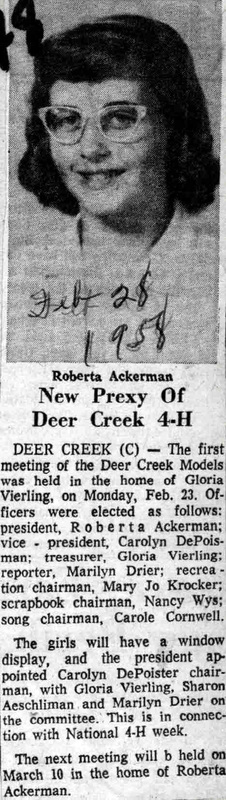 48
Feb 28
1958
Roberta Ackerman
New Prexy Of
Deer Creek 4-H
DEER CREEK (C) — The first
meeting of the Deer Creek Models
was held in the home of Gloria
Vierling, on Monday, Feb. 23. Of-
ficers were elected as follows:
president, Roberta Ackerman;
vice - president, Carolyn DePois-
man; treasurer, Gloria Vierling;
reporter, Marilyn Drier; recrea-
tion chairman, Mary Jo Krocker;
scrapbook chairman, Nancy Wys;
song chairman, Carole Cornwell.
The girls will have a window
display, and the president ap-
pointed Carolyn DePoister chair-
man, with Gloria Vierling, Sharon
Aeschliman and Marilyn Drier on
the committee. This is in connec-
tion with National 4-H week.
The next meeting will b held on
March 10 in the home of Roberta
Ackerman.